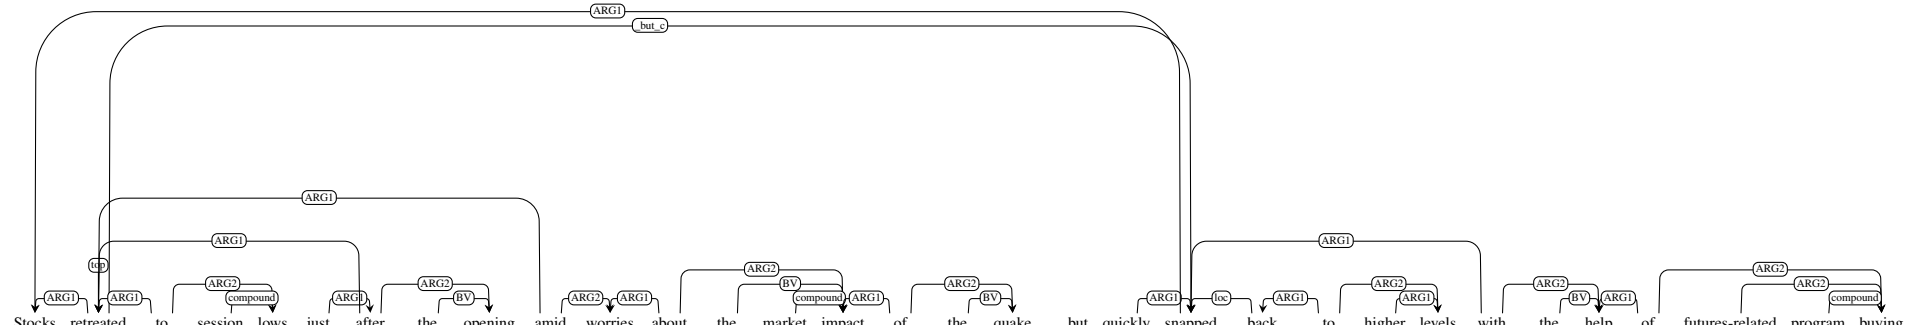 ARG1
_but_c
ARG1
ARG1 ARG1
top
ARG2 ARG2
ARG2 ARG2 BV ARG2 ARG2 ARG2 ARG2
ARG1 ARG1 compound ARG1 BV ARG2 ARG1 compound ARG1 BV ARG1 loc ARG1 ARG1 BV ARG1 compound
Stocks retreated to session lows just after the opening amid worries about the market impact of the quake but quickly snapped back to higher levels with the help of futures-related program buying